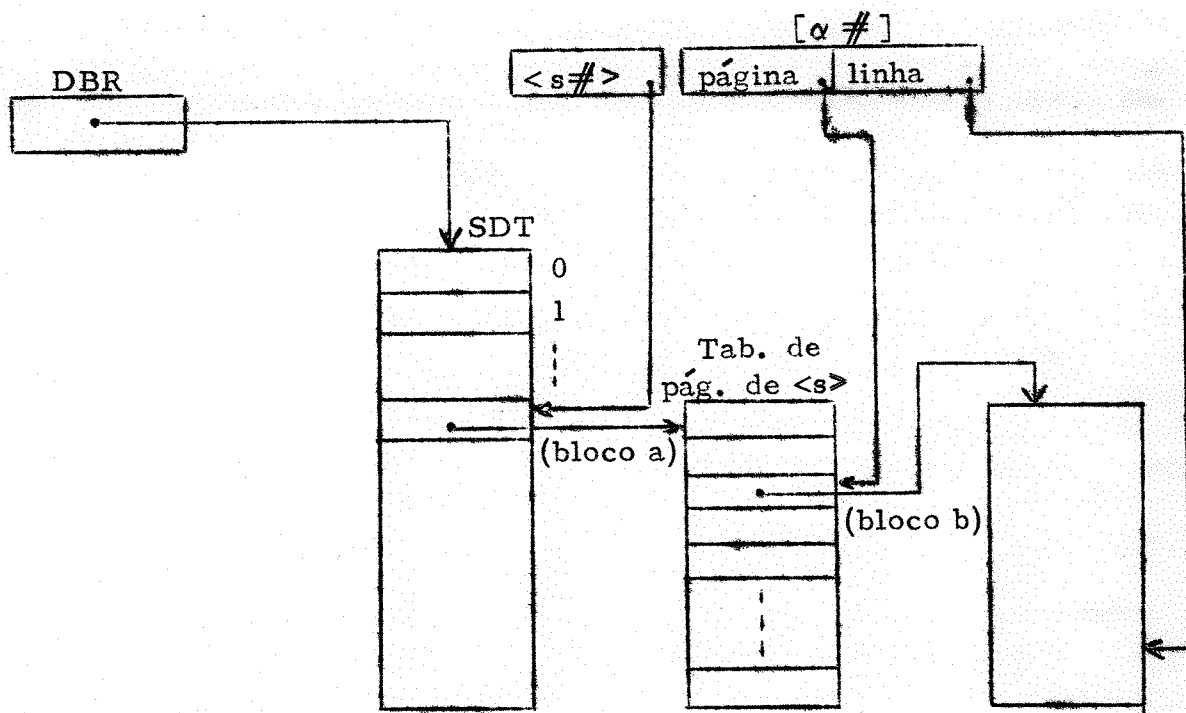 [α #]
DBR
<s#>
página
linha
SDT
0
1
Tab. de
pág. de <s>
(bloco a)
(bloco b)